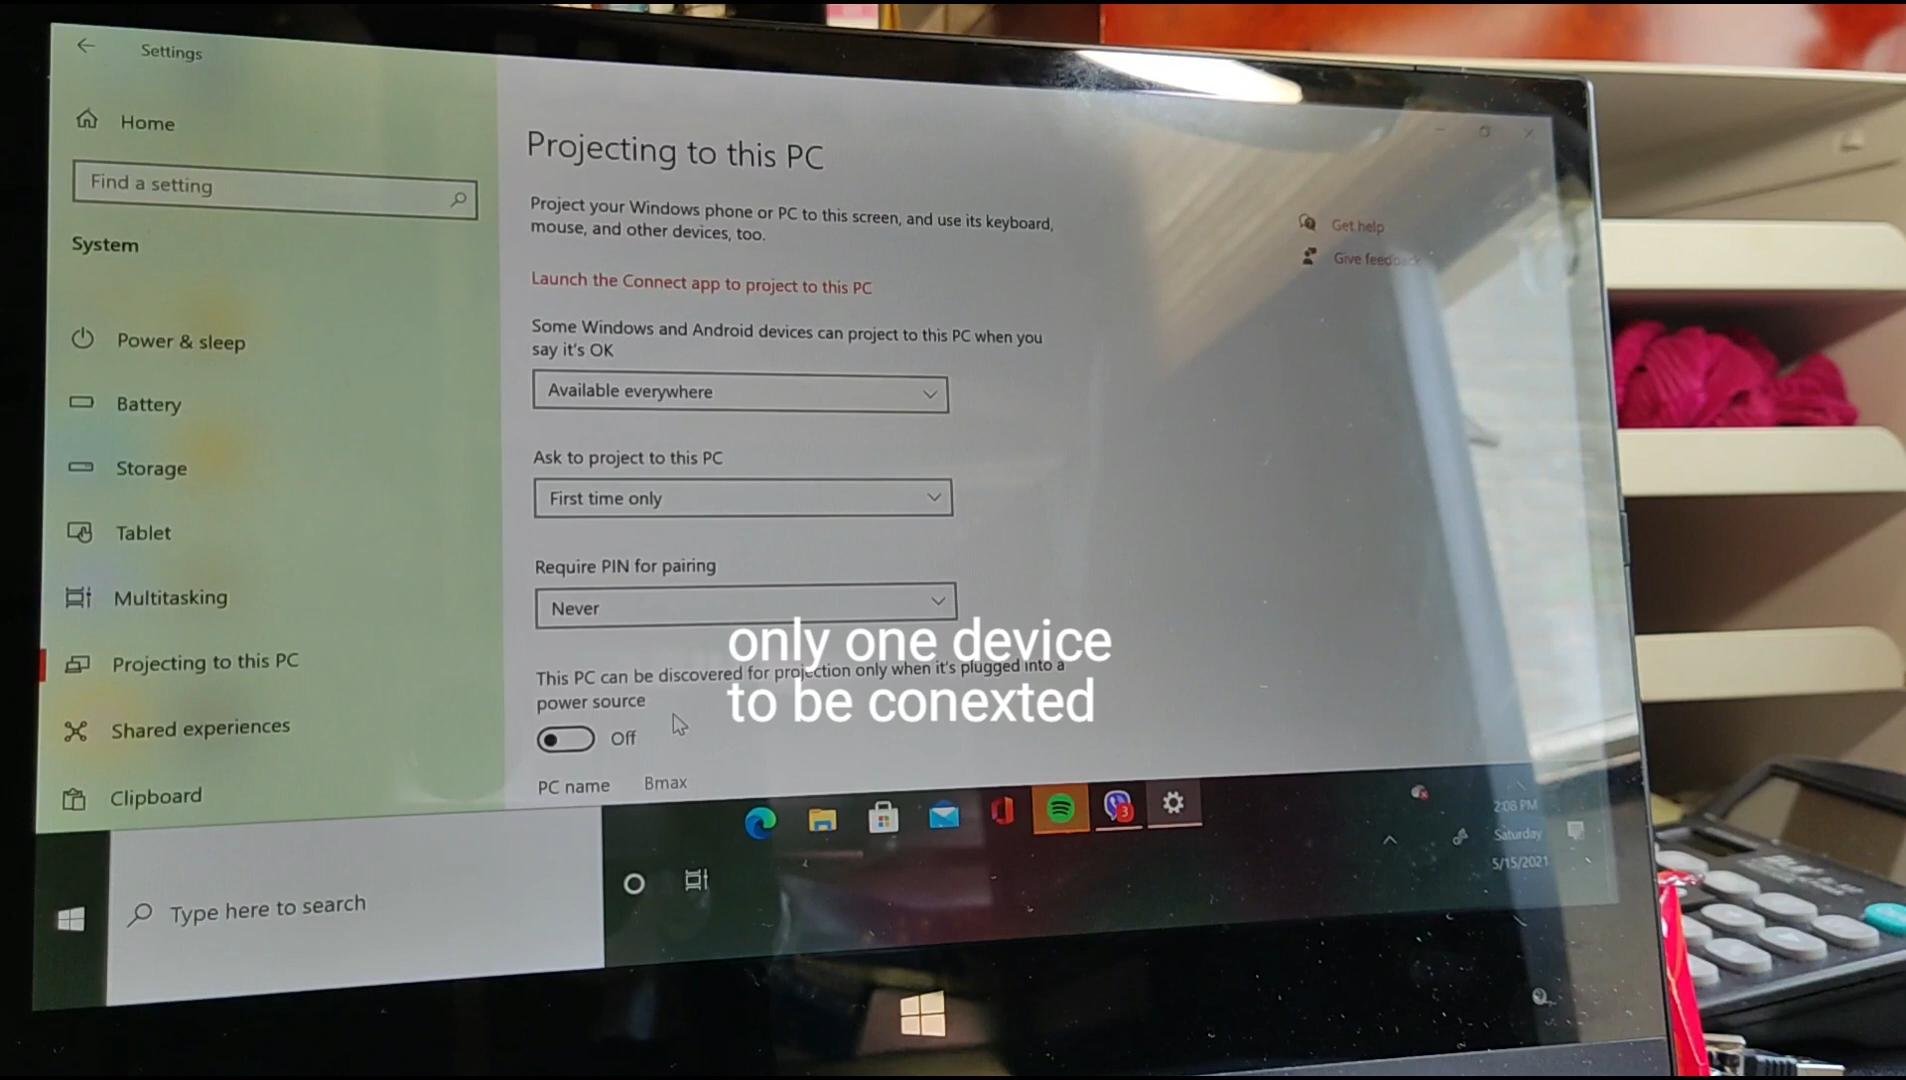 Settings
Home
Find a setting
System
Power & sleep
Battery
Storage
Tablet
Multitasking
Projecting to this PC
Shared experiences
Clipboard
Projecting to this PC
Project your Windows phone or PC to this screen, and use its keyboard,
mouse, and other devices, too.
Launch the Connect app to project to this PC
Some Windows and Android devices can project to this PC when you
say it's OK
Available everywhere
Ask to project to this PC
First time only
Require PIN for pairing
Never
This PC can be discovered for projection only when it's plugged into a
power source
Off
PC name Bmax
Get help
Give feedback
only one device
to be conexted
Type here to search
3
2:08 PM
Saturday
5/15/2021